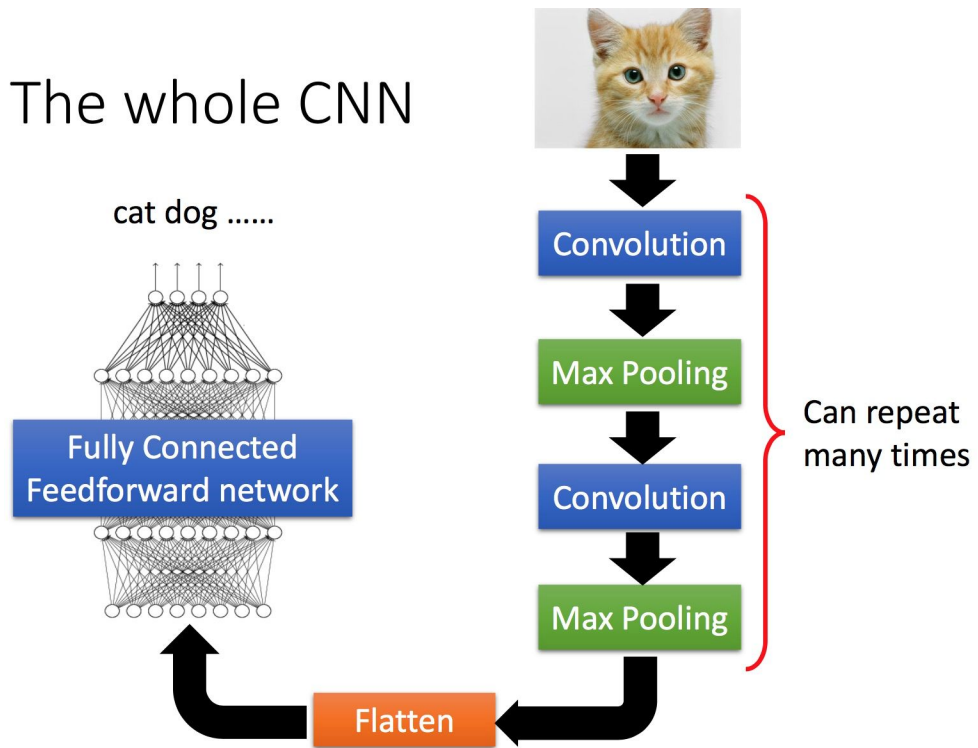 The whole CNN
cat dog ......
Convolution
Max Pooling
Convolution
Max Pooling
Can repeat
many times
Flatten
Fully Connected
Feedforward network